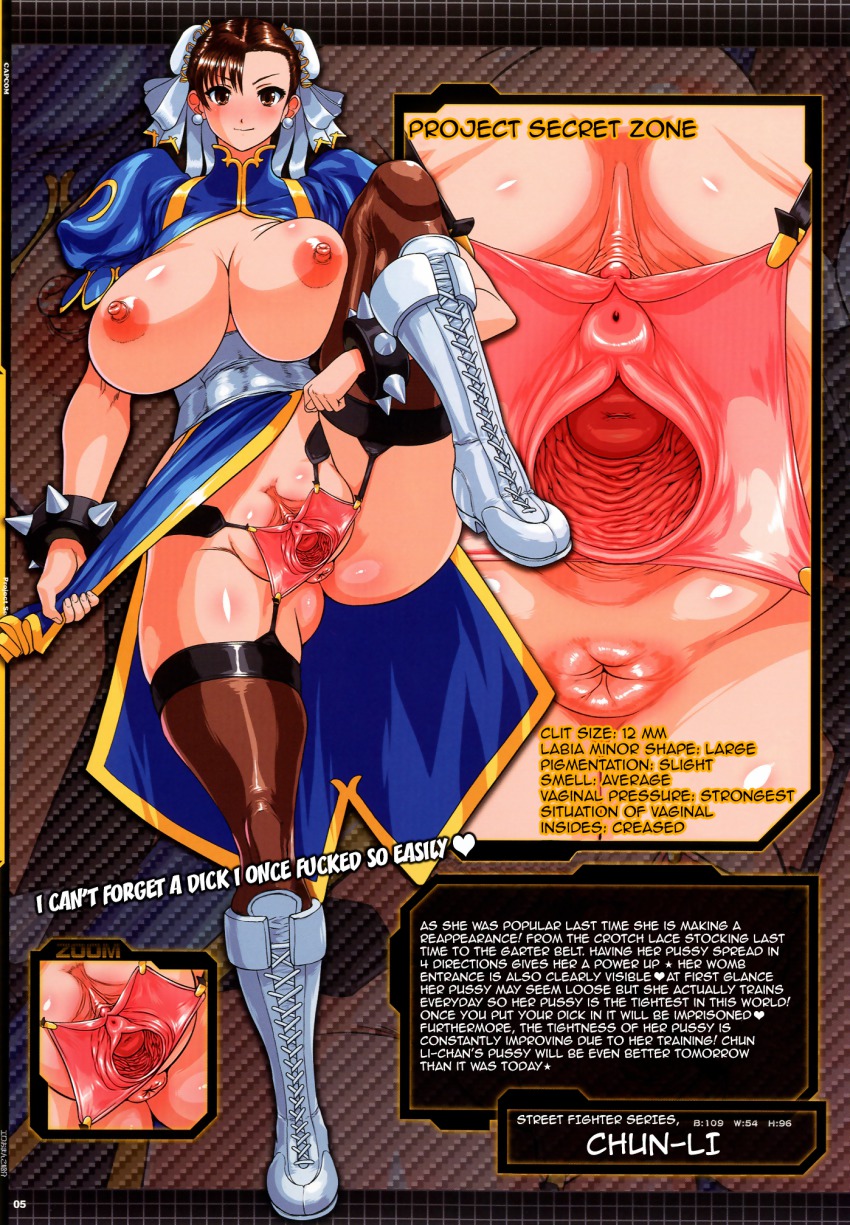 CAPCOM
PROJECT SECRET ZONE
CLIT SIZE: 12 MM
LABIA MINOR SHAPE: LARGE
PIGMENTATION: SLIGHT
SMELL: AVERAGE
VAGINAL PRESSURE: STRONGEST
SITUATION OF VAGINAL
INSIDES: CREASED
I CAN'T FORGET A DICK I ONCE FUCKED SO EASILY ♥
AS SHE WAS POPULAR LAST TIME SHE IS MAKING A
REAPPEARANCE! FROM THE CROTCH LACE STOCKING LAST
TIME TO THE GARTER BELT. HAVING HER PUSSY SPREAD IN
4 DIRECTIONS GIVES HER A POWER UP ★ HER WOMB
ENTRANCE IS ALSO CLEARLY VISIBLE ♥ AT FIRST GLANCE
HER PUSSY MAY SEEM LOOSE BUT SHE ACTUALLY TRAINS
EVERYDAY SO HER PUSSY IS THE TIGHTEST IN THIS WORLD!
ONCE YOU PUT YOUR DICK IN IT WILL BE IMPRISONED ♥
FURTHERMORE, THE TIGHTNESS OF HER PUSSY IS
CONSTANTLY IMPROVING DUE TO HER TRAINING! CHUN
LI-CHAN'S PUSSY WILL BE EVEN BETTER TOMORROW
THAN IT WAS TODAY★
ZOOM
STREET FIGHTER SERIES, B:109 W:54 H:96
CHUN-LI
05